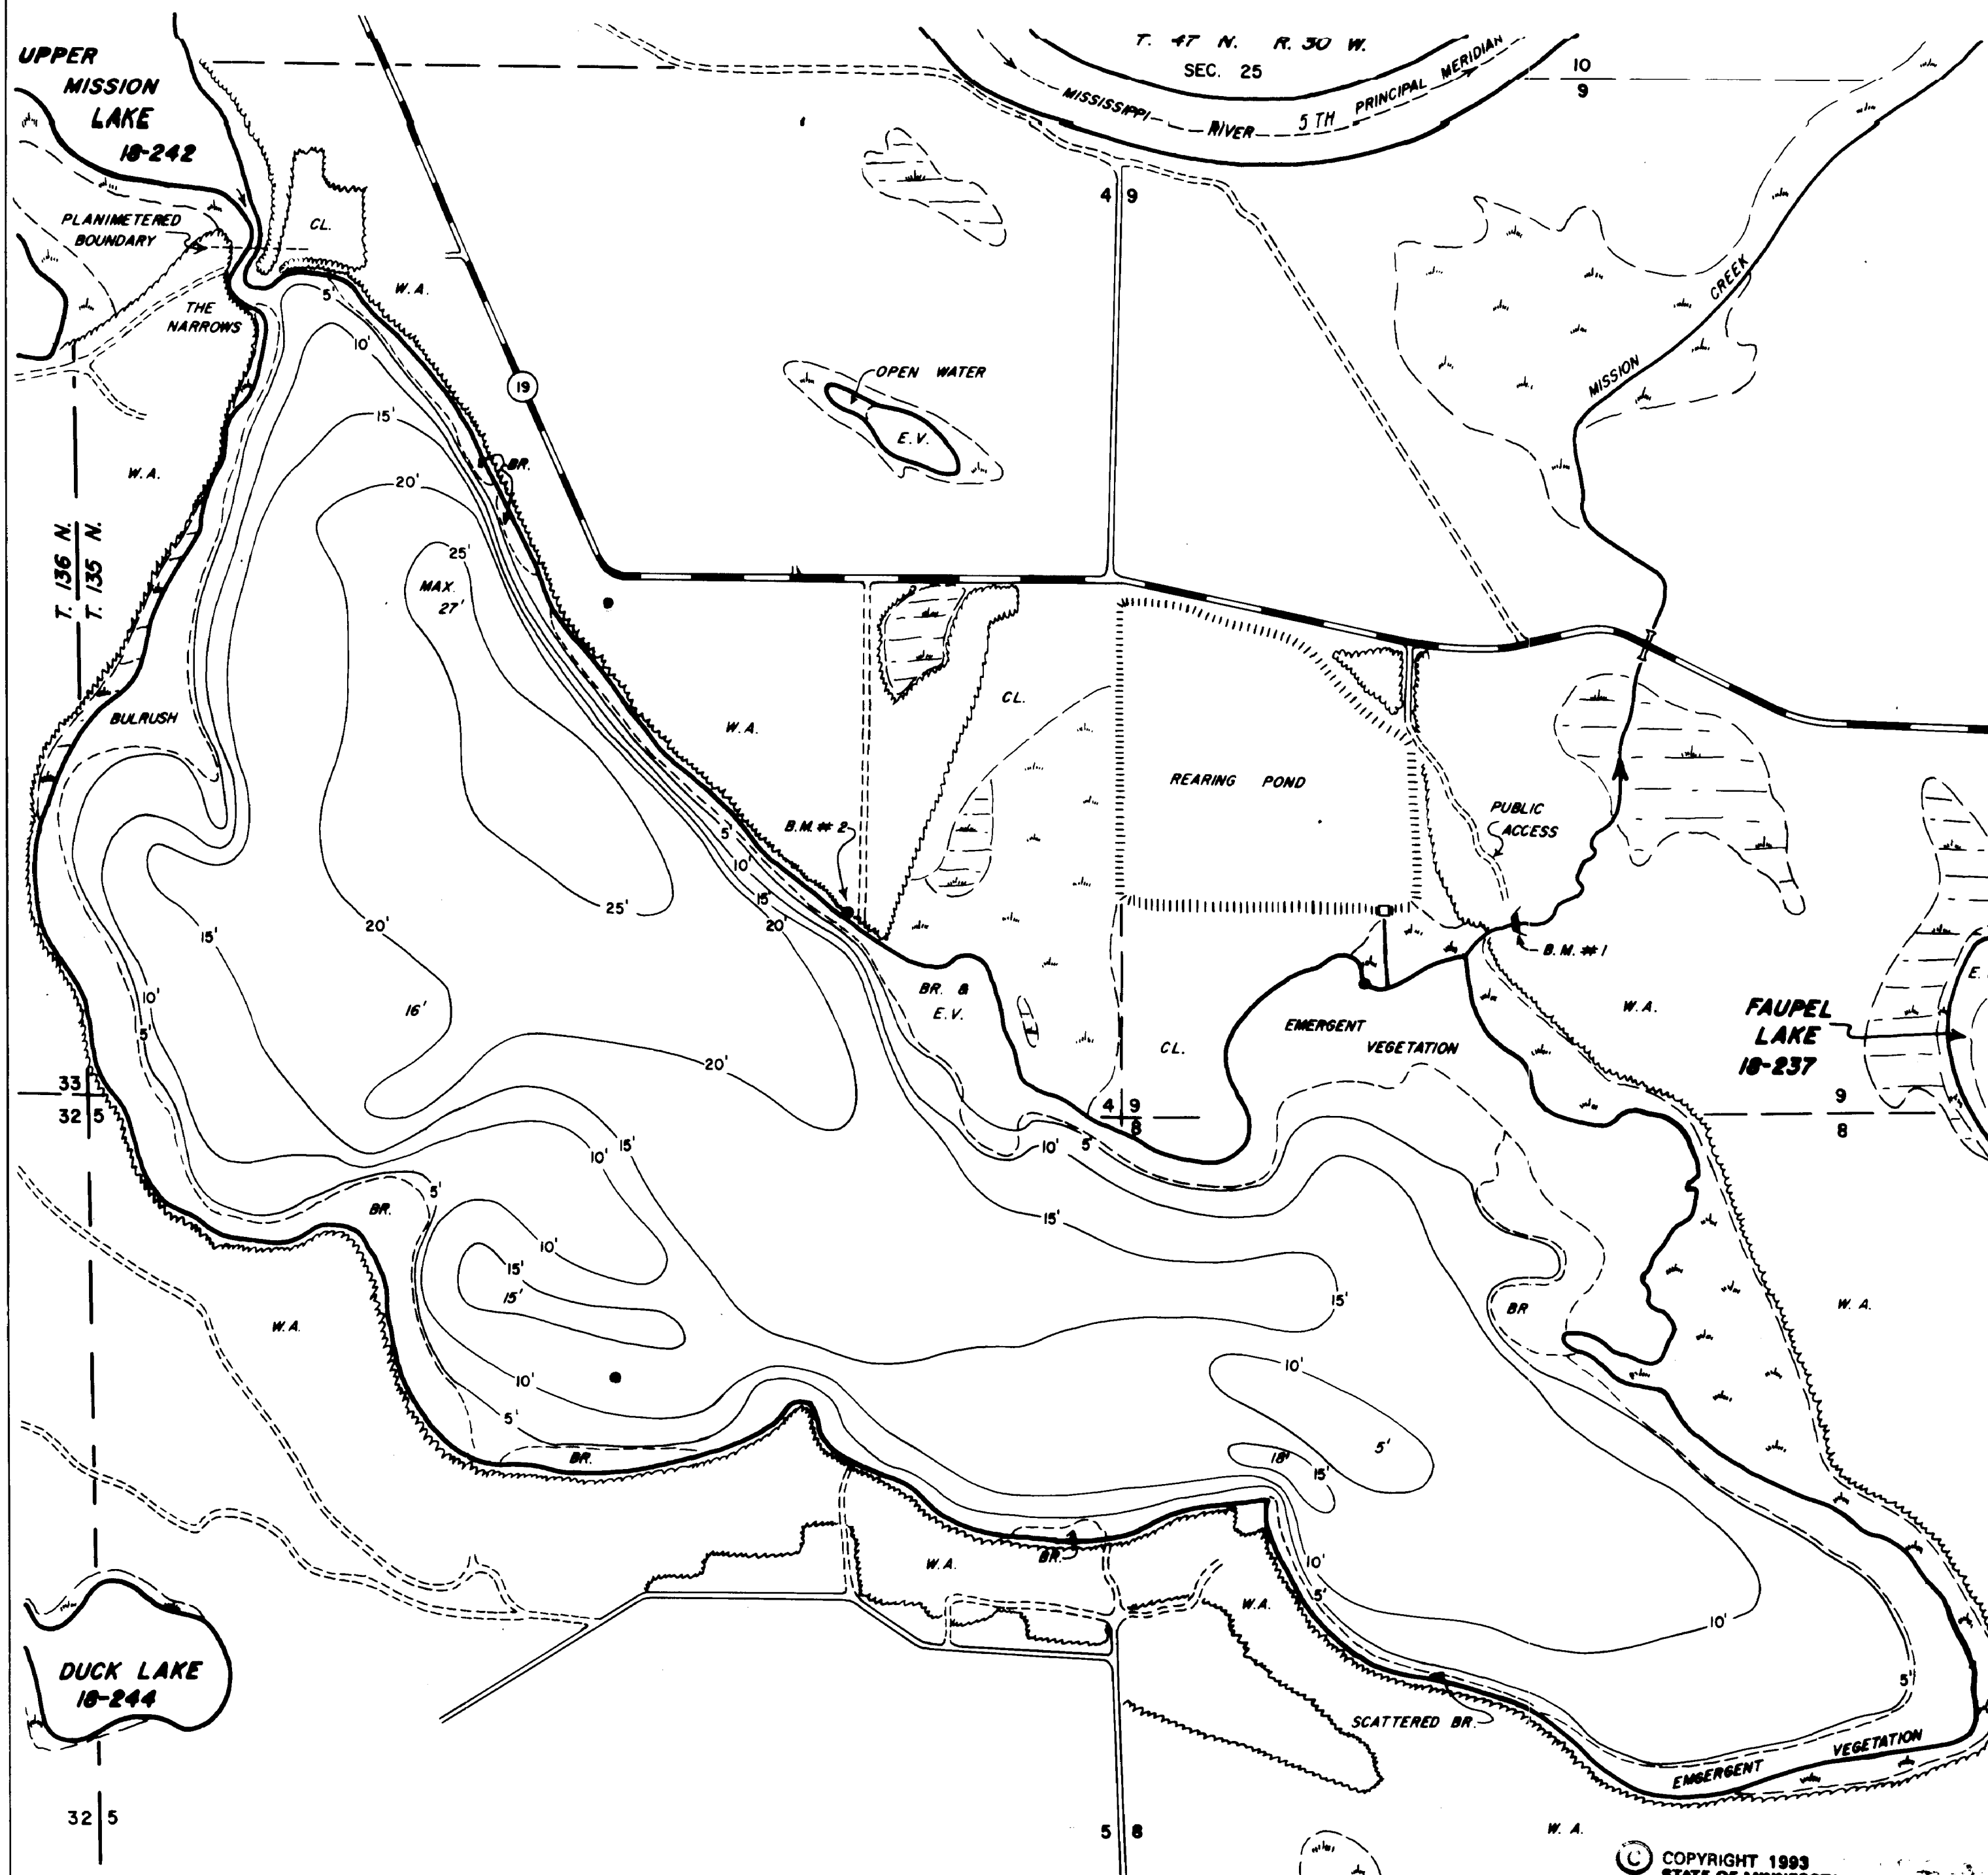 UPPER
MISSION
LAKE
18-242
PLANIMETERED
BOUNDARY
THE
NARROWS
CL.
W. A.
W. A.
T. 136 N.
T. 135 N.
19
T. 47 N. R. 30 W.
SEC. 25
MISSISSIPPI RIVER 5 TH PRINCIPAL MERIDIAN
10
9
4 9
MISSION CREEK
OPEN WATER
E. V.
5'
10'
15'
20'
25'
MAX.
27'
BR.
BULRUSH
W. A.
CL.
REARING POND
PUBLIC
ACCESS
B.M. # 2
5'
10'
15'
20'
25'
20'
15'
16'
10'
5'
B. M. # 1
BR. &
E. V.
EMERGENT
VEGETATION
CL.
W. A.
FAUPEL
LAKE
18-237
E.
33
32 5
4 9
8
9
8
20'
15'
10'
10'
5'
15'
5'
BR.
10'
15'
15'
15'
BR
W. A.
W. A.
10'
5'
BR.
10'
5'
18'
15'
W. A.
BR.
10'
5'
W. A.
10'
5'
DUCK LAKE
18-244
SCATTERED BR.
EMGERGENT VEGETATION
32 5
5 8
W. A.
© COPYRIGHT 1993